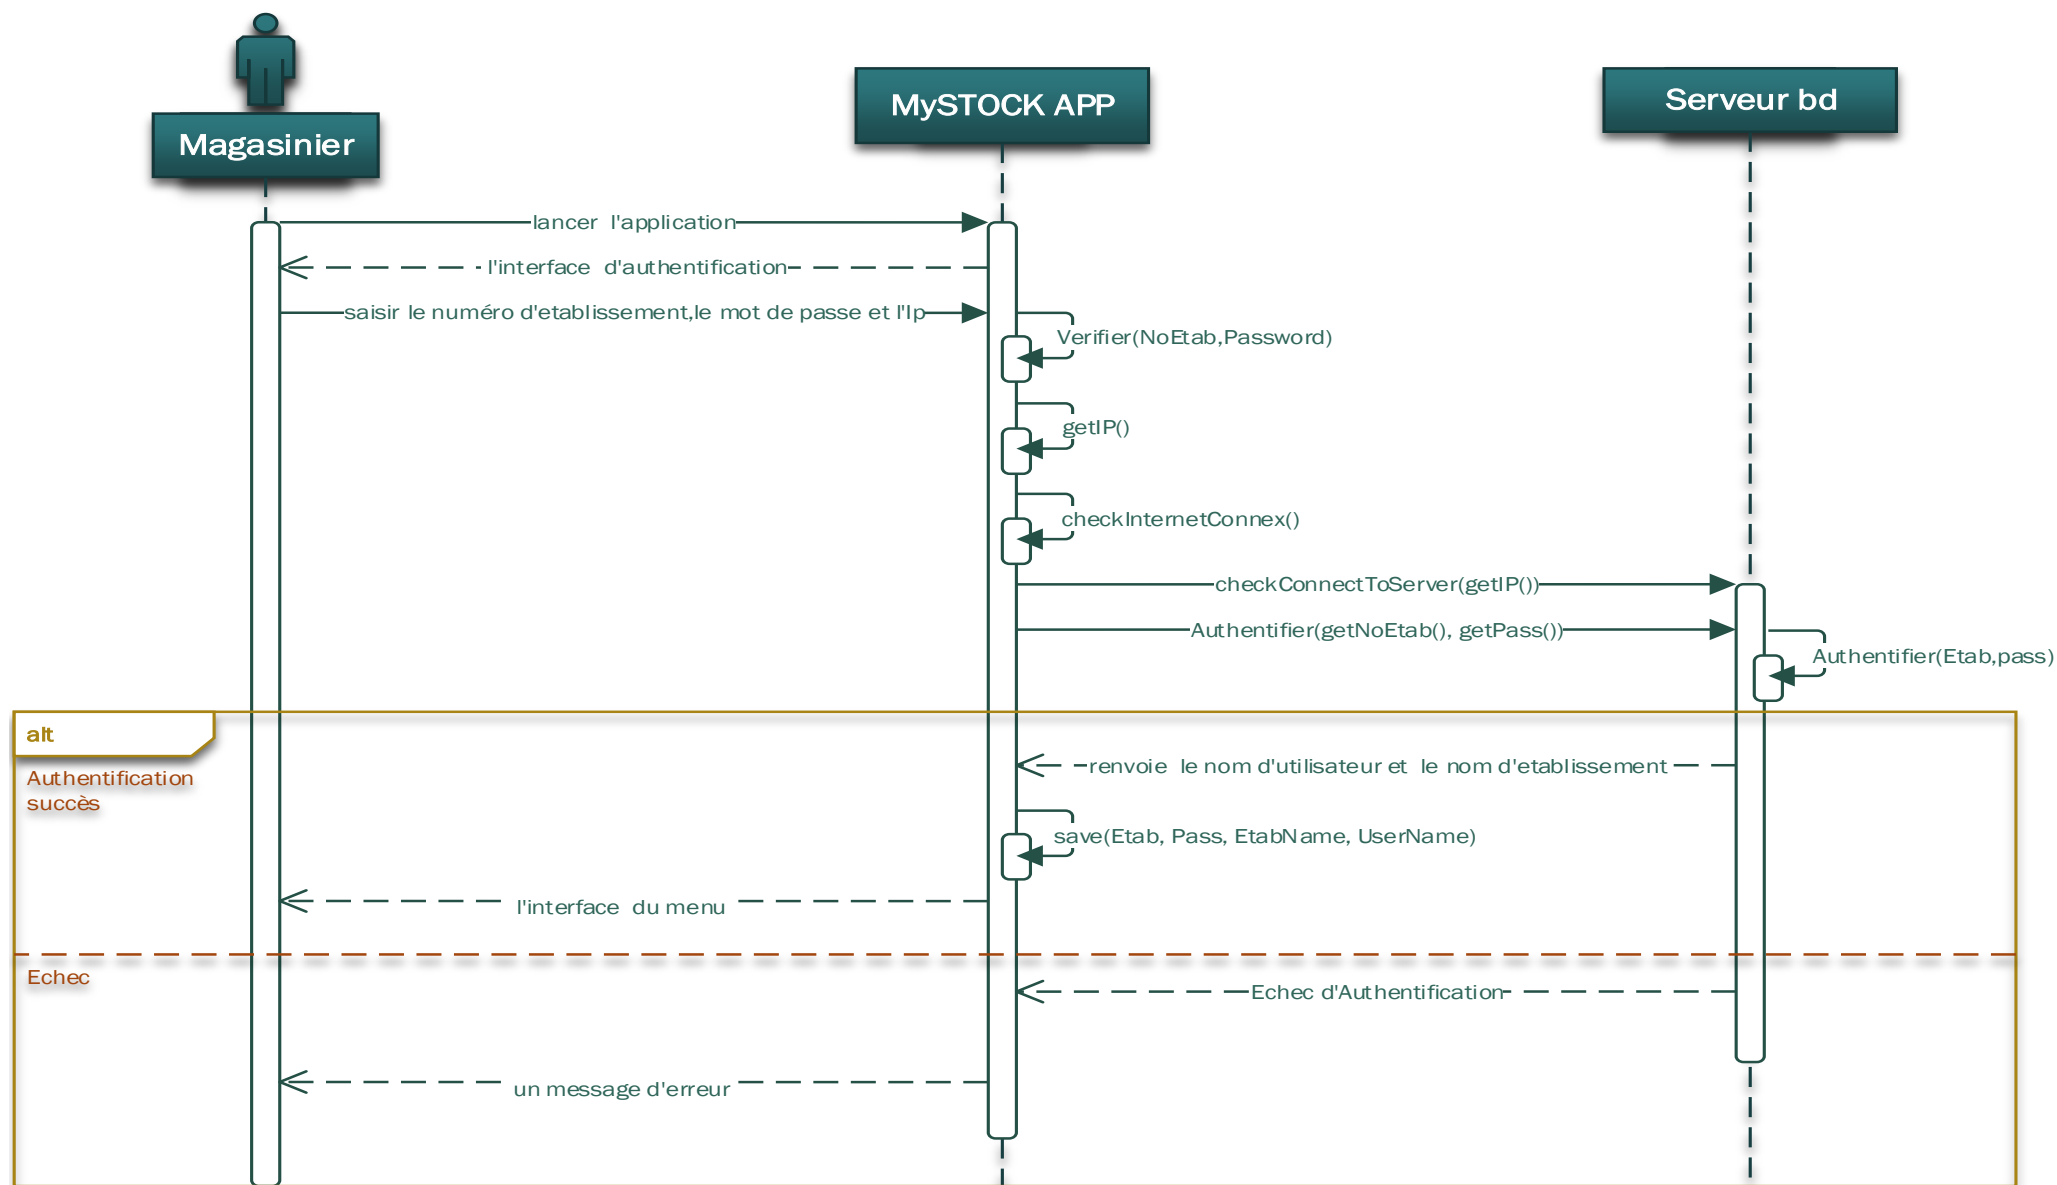 Magasinier
MySTOCK APP
Serveur bd
lancer l'application
l'interface d'authentification
saisir le numéro d'etablissement,le mot de passe et l'Ip
Verifier(NoEtab,Password)
getIP()
checkInternetConnex()
checkConnectToServer(getIP())
Authentifier(getNoEtab(), getPass())
Authentifier(Etab,pass)
alt
Authentification
succès
renvoie le nom d'utilisateur et le nom d'etablissement
save(Etab, Pass, EtabName, UserName)
l'interface du menu
Echec
Echec d'Authentification
un message d'erreur